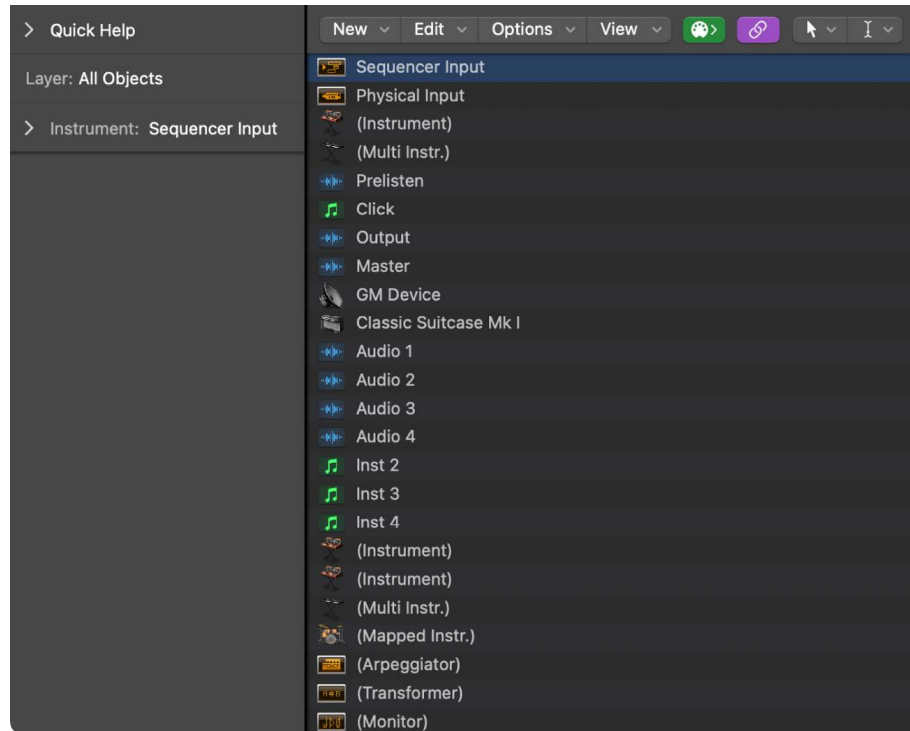 Quick Help
Layer: All Objects
Instrument: Sequencer Input
New Edit Options View
Sequencer Input
Physical Input
(Instrument)
(Multi Instr.)
Prelisten
Click
Output
Master
GM Device
Classic Suitcase Mk I
Audio 1
Audio 2
Audio 3
Audio 4
Inst 2
Inst 3
Inst 4
(Instrument)
(Instrument)
(Multi Instr.)
(Mapped Instr.)
(Arpeggiator)
(Transformer)
(Monitor)